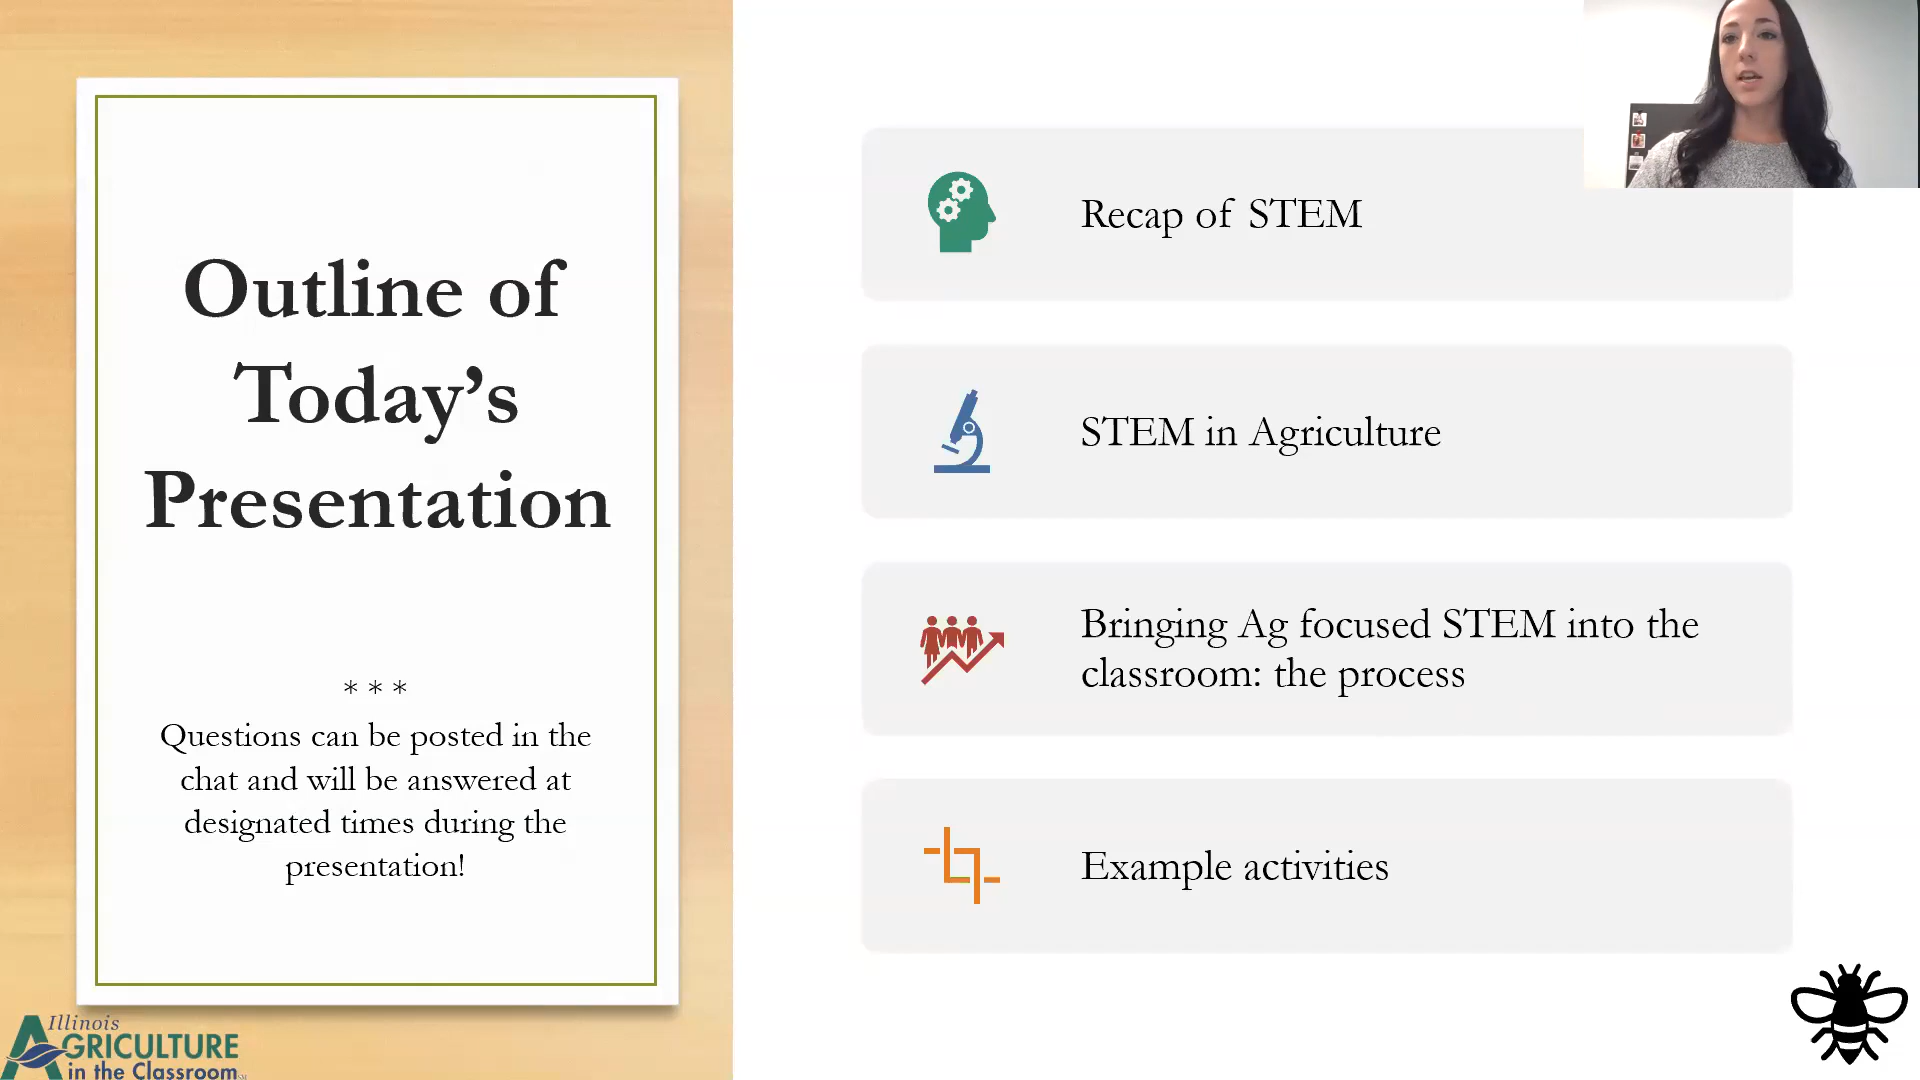 Outline of
Today’s
Presentation
* * *
Questions can be posted in the
chat and will be answered at
designated times during the
presentation!
Recap of STEM
STEM in Agriculture
Bringing Ag focused STEM into the
classroom: the process
Example activities
Illinois
AGRICULTURE
in the Classroom